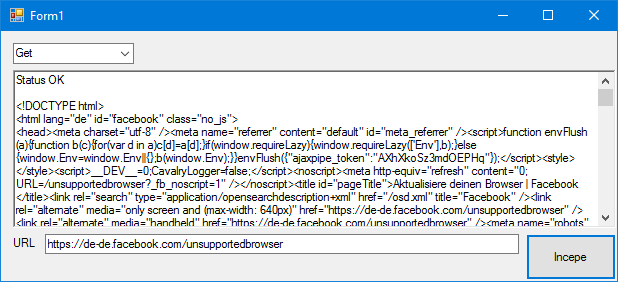 Form1
Get
Status OK
<!DOCTYPE html>
<html lang="de" id="facebook" class="no_js">
<head><meta charset="utf-8" /><meta name="referrer" content="default" id="meta_referrer" /><script>function envFlush
(a){function b(c){for(var d in a)c[d]=a[d];}if(window.requireLazy){window.requireLazy(['Env'],b);}else
{window.Env=window.Env||{};b(window.Env);}}envFlush({"ajaxpipe_token":"AXhXkoSz3mdOEPHq"});</script><style>
</style><script>__DEV__=0;CavalryLogger=false;</script><noscript><meta http-equiv="refresh" content="0;
URL=/unsupportedbrowser?_fb_noscript=1" /></noscript><title id="pageTitle">Aktualisiere deinen Browser | Facebook
</title><link rel="search" type="application/opensearchdescription+xml" href="/osd.xml" title="Facebook" /><link
rel="alternate" media="only screen and (max-width: 640px)" href="https://de-de.facebook.com/unsupportedbrowser" />
<link rel="alternate" media="handheld" href="https://de-de.facebook.com/unsupportedbrowser" /><meta name="robots"
URL
https://de-de.facebook.com/unsupportedbrowser
Incepe